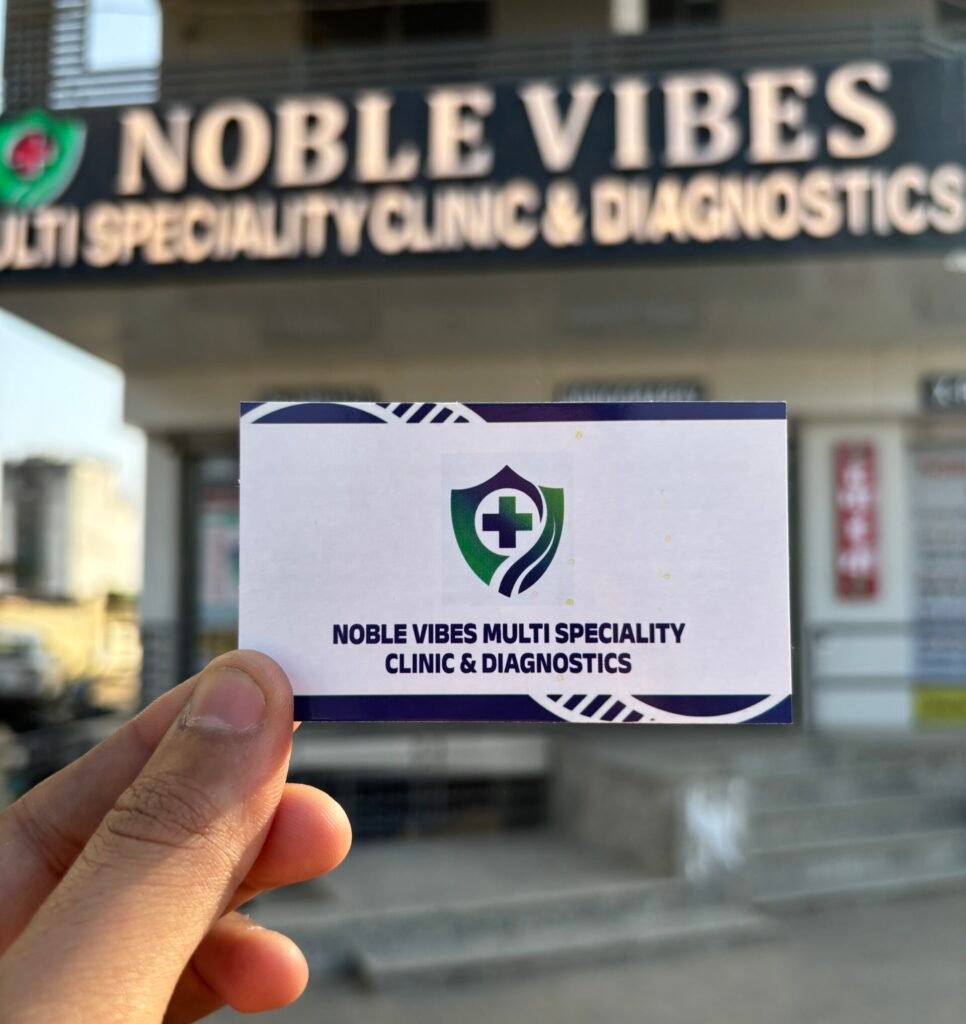 NOBLE VIBES
ULTI SPECIALITY CLINIC & DIAGNOSTICS
NOBLE VIBES MULTI SPECIALITY
CLINIC & DIAGNOSTICS